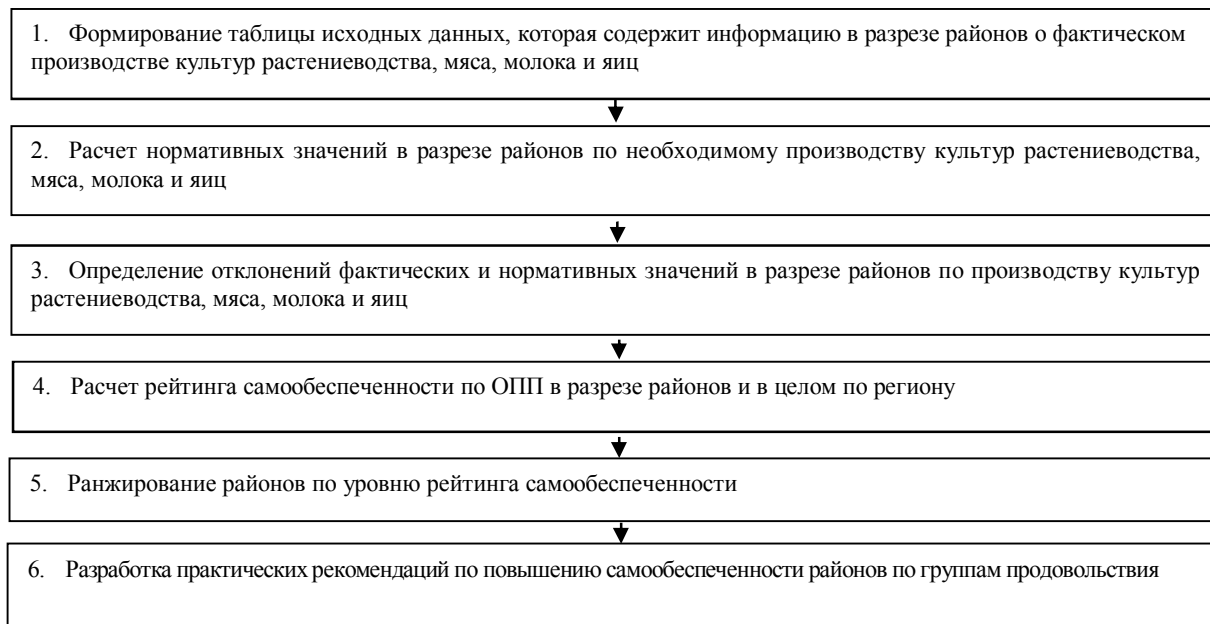 1. Формирование таблицы исходных данных, которая содержит информацию в разрезе районов о фактическом
производстве культур растениеводства, мяса, молока и яиц
2. Расчет нормативных значений в разрезе районов по необходимому производству культур растениеводства,
мяса, молока и яиц
3. Определение отклонений фактических и нормативных значений в разрезе районов по производству культур
растениеводства, мяса, молока и яиц
4. Расчет рейтинга самообеспеченности по ОПП в разрезе районов и в целом по региону
5. Ранжирование районов по уровню рейтинга самообеспеченности
6. Разработка практических рекомендаций по повышению самообеспеченности районов по группам продовольствия